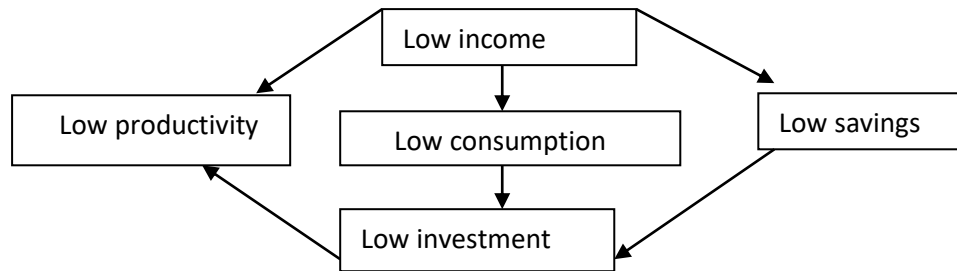 Low income
Low productivity
Low consumption
Low savings
Low investment